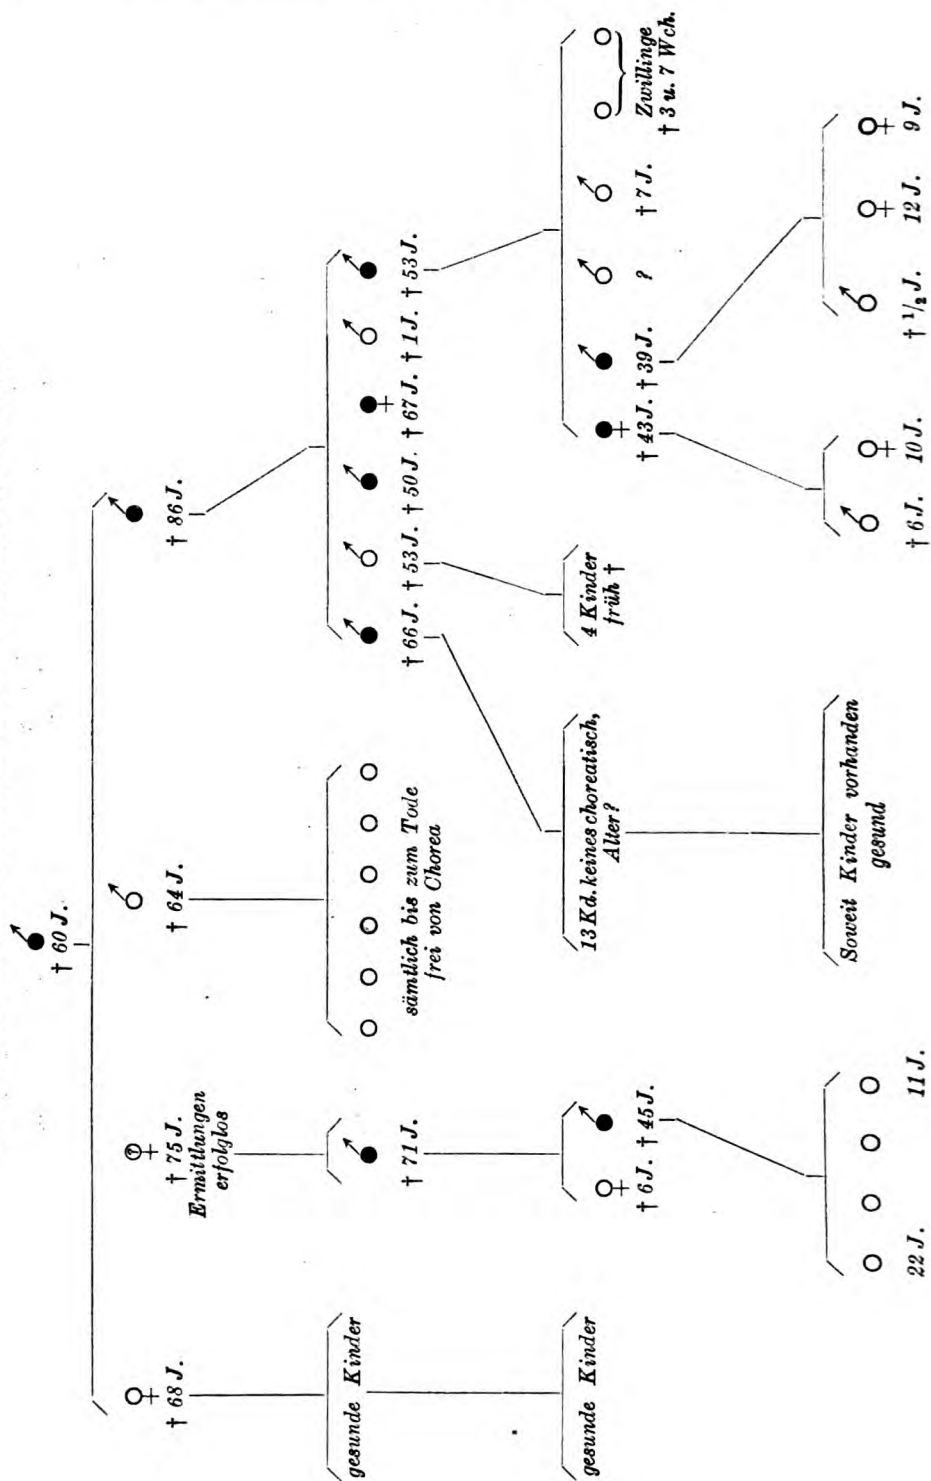 † 60 J.
† 68 J.
† 75 J.
Ermittlungen
erfolglos
† 64 J.
† 86 J.
gesunde Kinder
† 71 J.
sämtlich bis zum Tode
frei von Chorea
† 66 J. † 53 J. † 50 J. † 67 J. † 1 J. † 53 J.
gesunde Kinder
† 6 J. † 45 J.
13 Kd. keines choreatisch,
Alter?
4 Kinder
früh †
† 43 J. † 39 J. ? † 7 J.
Zwillinge
† 3 u. 7 Wch.
22 J. 11 J.
Soweit Kinder vorhanden
gesund
† 6 J. 10 J.
† 1/2 J. 12 J. 9 J.